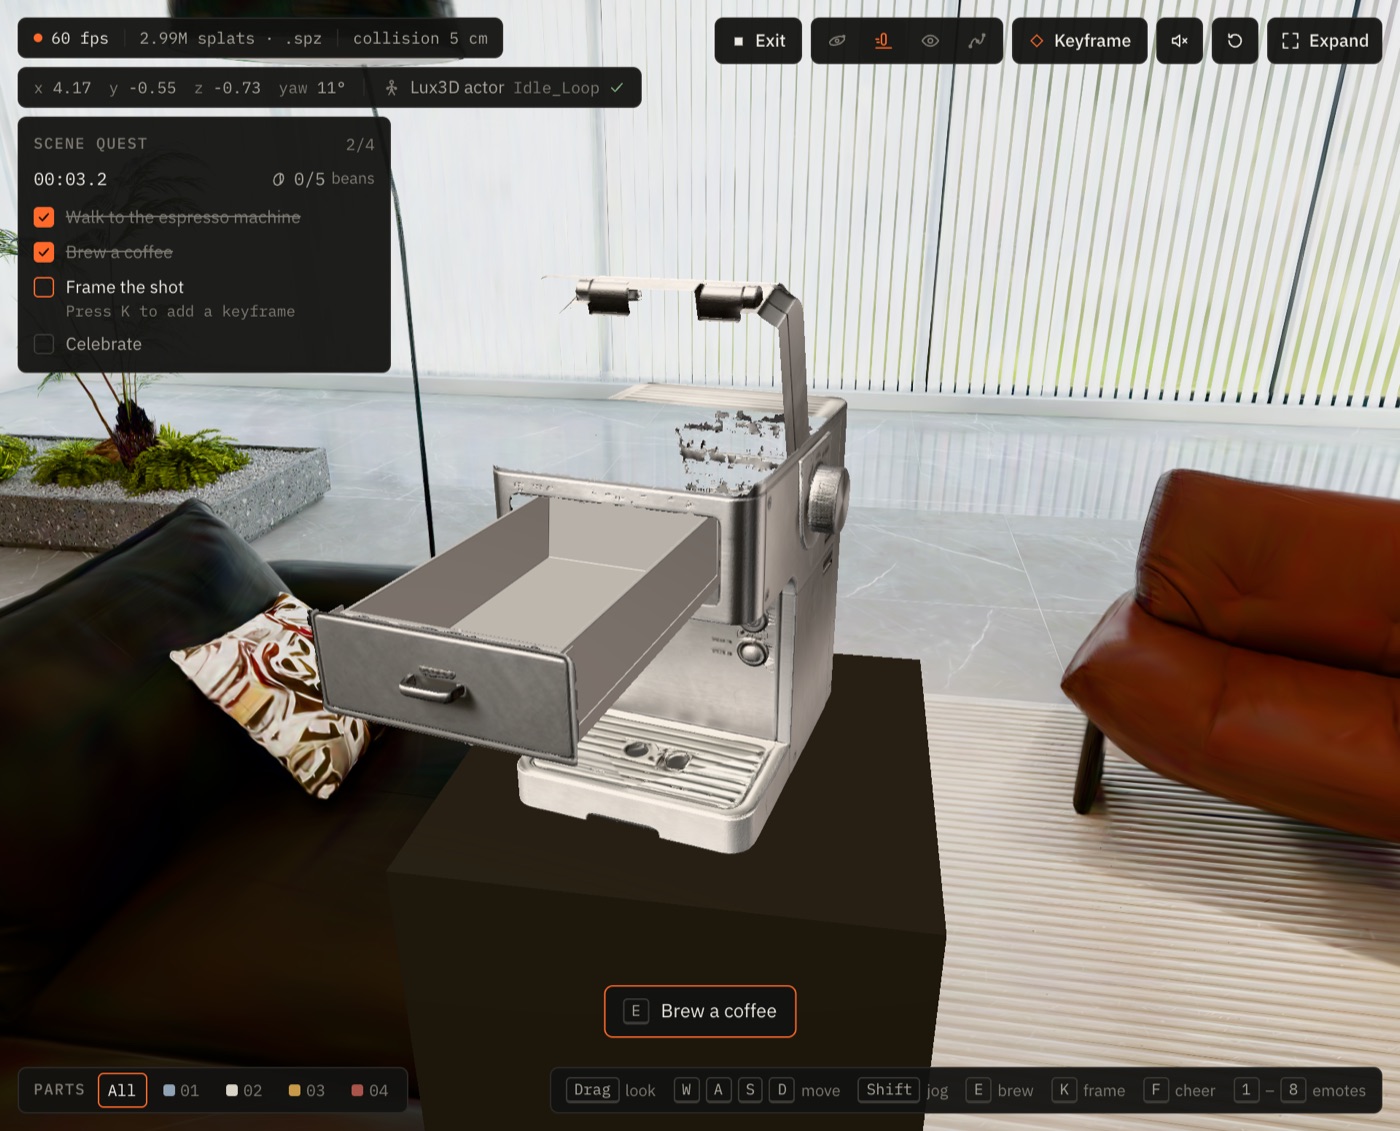 60 fps 2.99M splats · .spz collision 5 cm
Exit Keyframe Expand
x 4.17 y -0.55 z -0.73 yaw 11° Lux3D actor Idle_Loop
SCENE QUEST 2/4
00:03.2 0/5 beans
Walk to the espresso machine
Brew a coffee
Frame the shot
Press K to add a keyframe
Celebrate
E Brew a coffee
PARTS All 01 02 03 04
Drag look W A S D move Shift jog E brew K frame F cheer 1 – 8 emotes